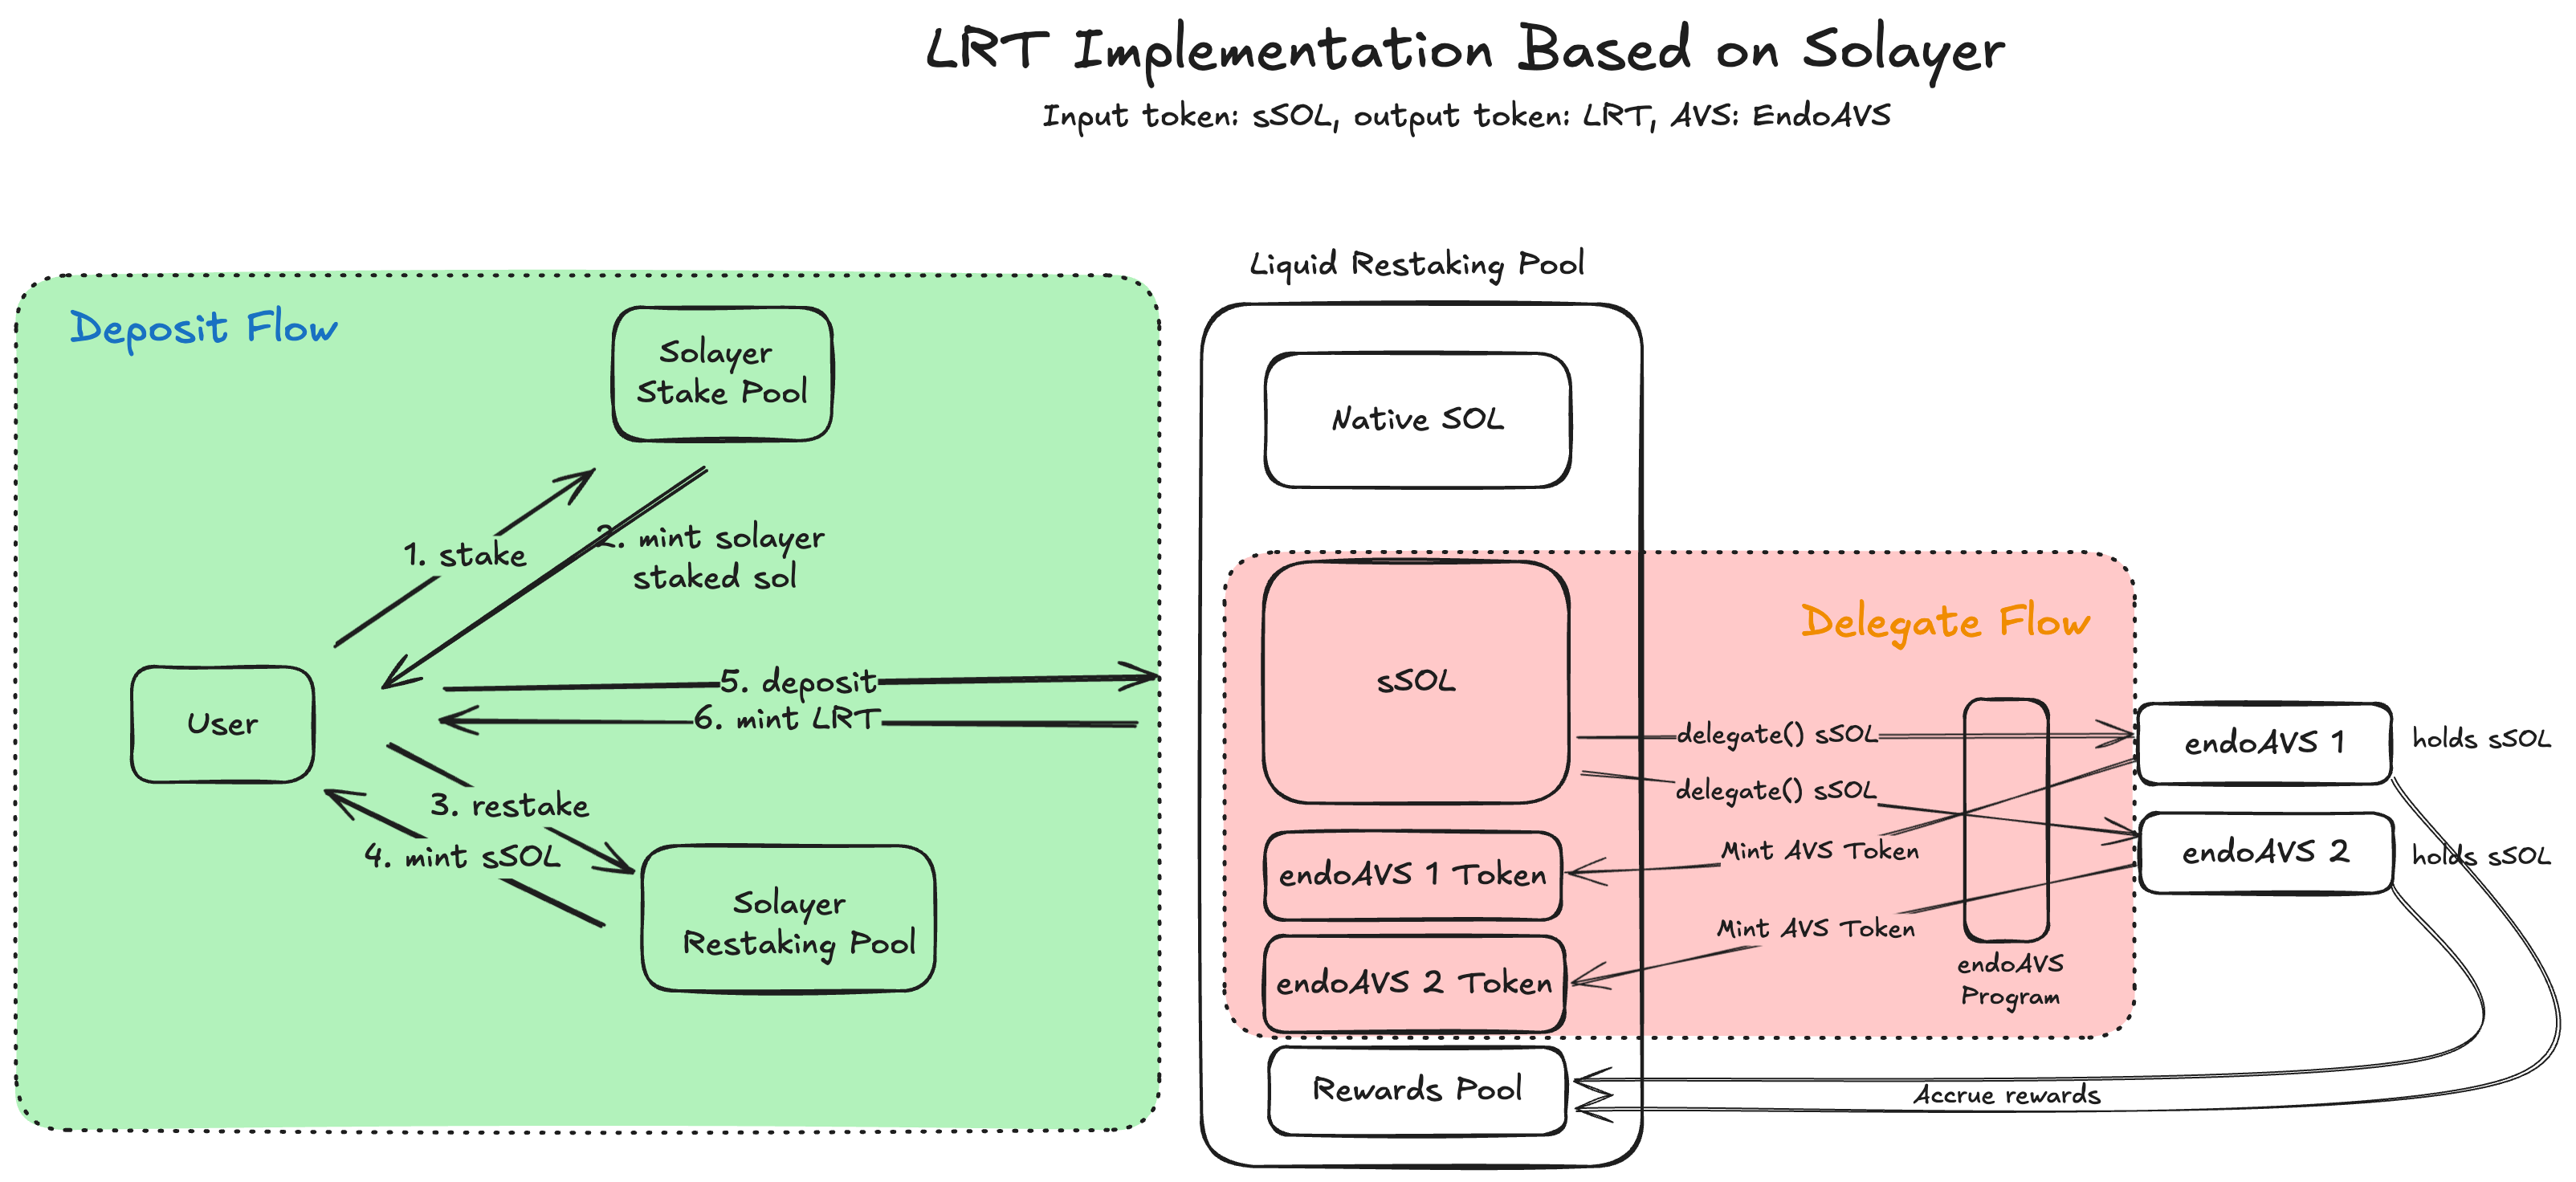 LRT Implementation Based on Solayer
Input token: sSOL, output token: LRT, AVS: EndoAVS
Deposit Flow
Solayer
Stake Pool
1. stake
2. mint solayer
staked sol
User
5. deposit
6. mint LRT
3. restake
4. mint sSOL
Solayer
Restaking Pool
Liquid Restaking Pool
Native SOL
Delegate Flow
sSOL
delegate() sSOL
delegate() sSOL
Mint AVS Token
endoAVS 1 Token
Mint AVS Token
endoAVS 2 Token
endoAVS
Program
endoAVS 1
holds sSOL
endoAVS 2
holds sSOL
Rewards Pool
Accrue rewards